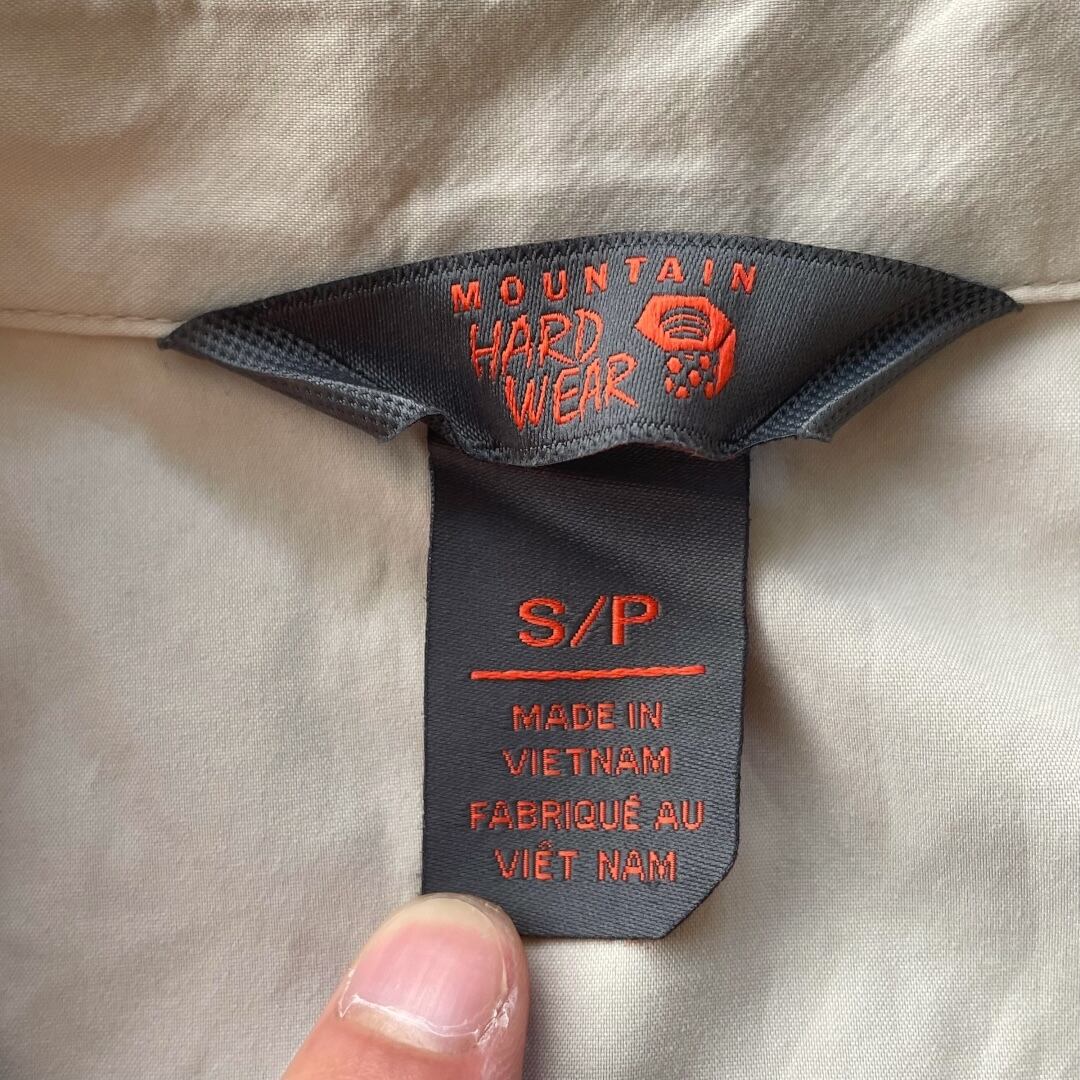 MOUNTAIN
HARD
WEAR
S/P
MADE IN
VIETNAM
FABRIQUÉ AU
VIÊT NAM